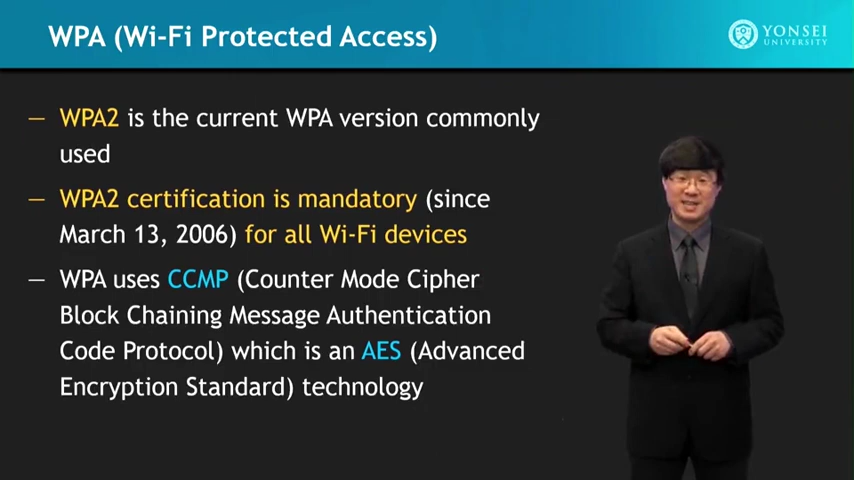 WPA (Wi-Fi Protected Access)
YONSEI
UNIVERSITY
— WPA2 is the current WPA version commonly
used
— WPA2 certification is mandatory (since
March 13, 2006) for all Wi-Fi devices
— WPA uses CCMP (Counter Mode Cipher
Block Chaining Message Authentication
Code Protocol) which is an AES (Advanced
Encryption Standard) technology